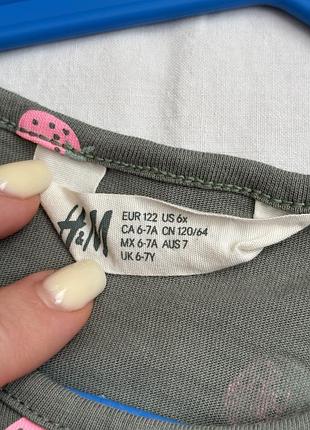 H&M
EUR 122 US 6x
CA 6-7A CN 120/64
MX 6-7A AUS 7
UK 6-7Y